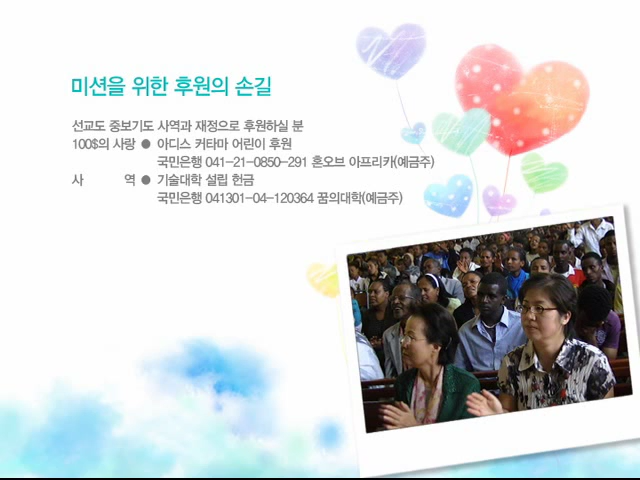 미션을 위한 후원의 손길
선교도 중보기도 사역과 재정으로 후원하실 분
100$의 사랑 ● 아디스 커타마 어린이 후원
국민은행 041-21-0850-291 혼오브 아프리카(예금주)
사 역 ● 기술대학 설립 헌금
국민은행 041301-04-120364 꿈의대학(예금주)